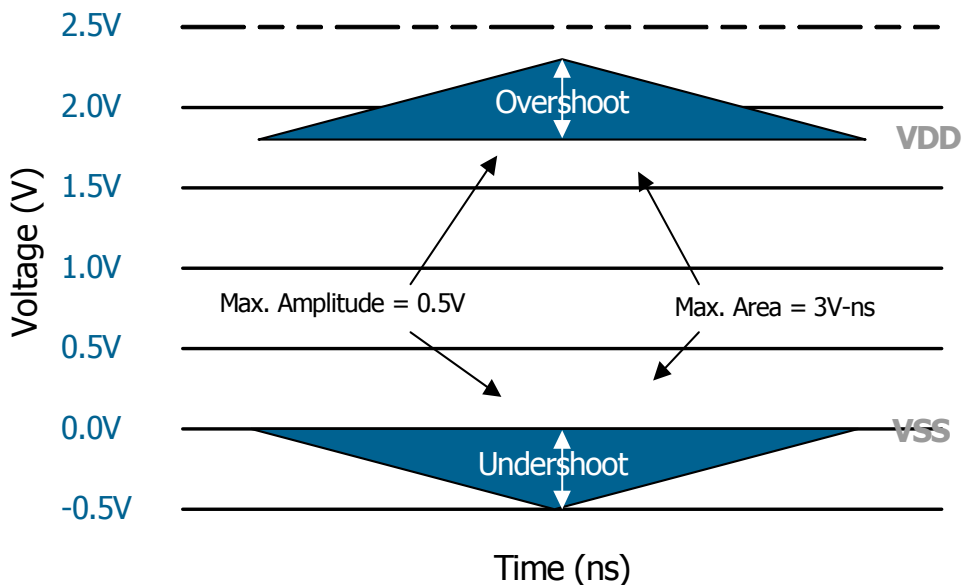 2.5V
2.0V
Overshoot
VDD
1.5V
1.0V
Max. Amplitude = 0.5V
Max. Area = 3V-ns
0.5V
0.0V
VSS
Undershoot
-0.5V
Voltage (V)
Time (ns)